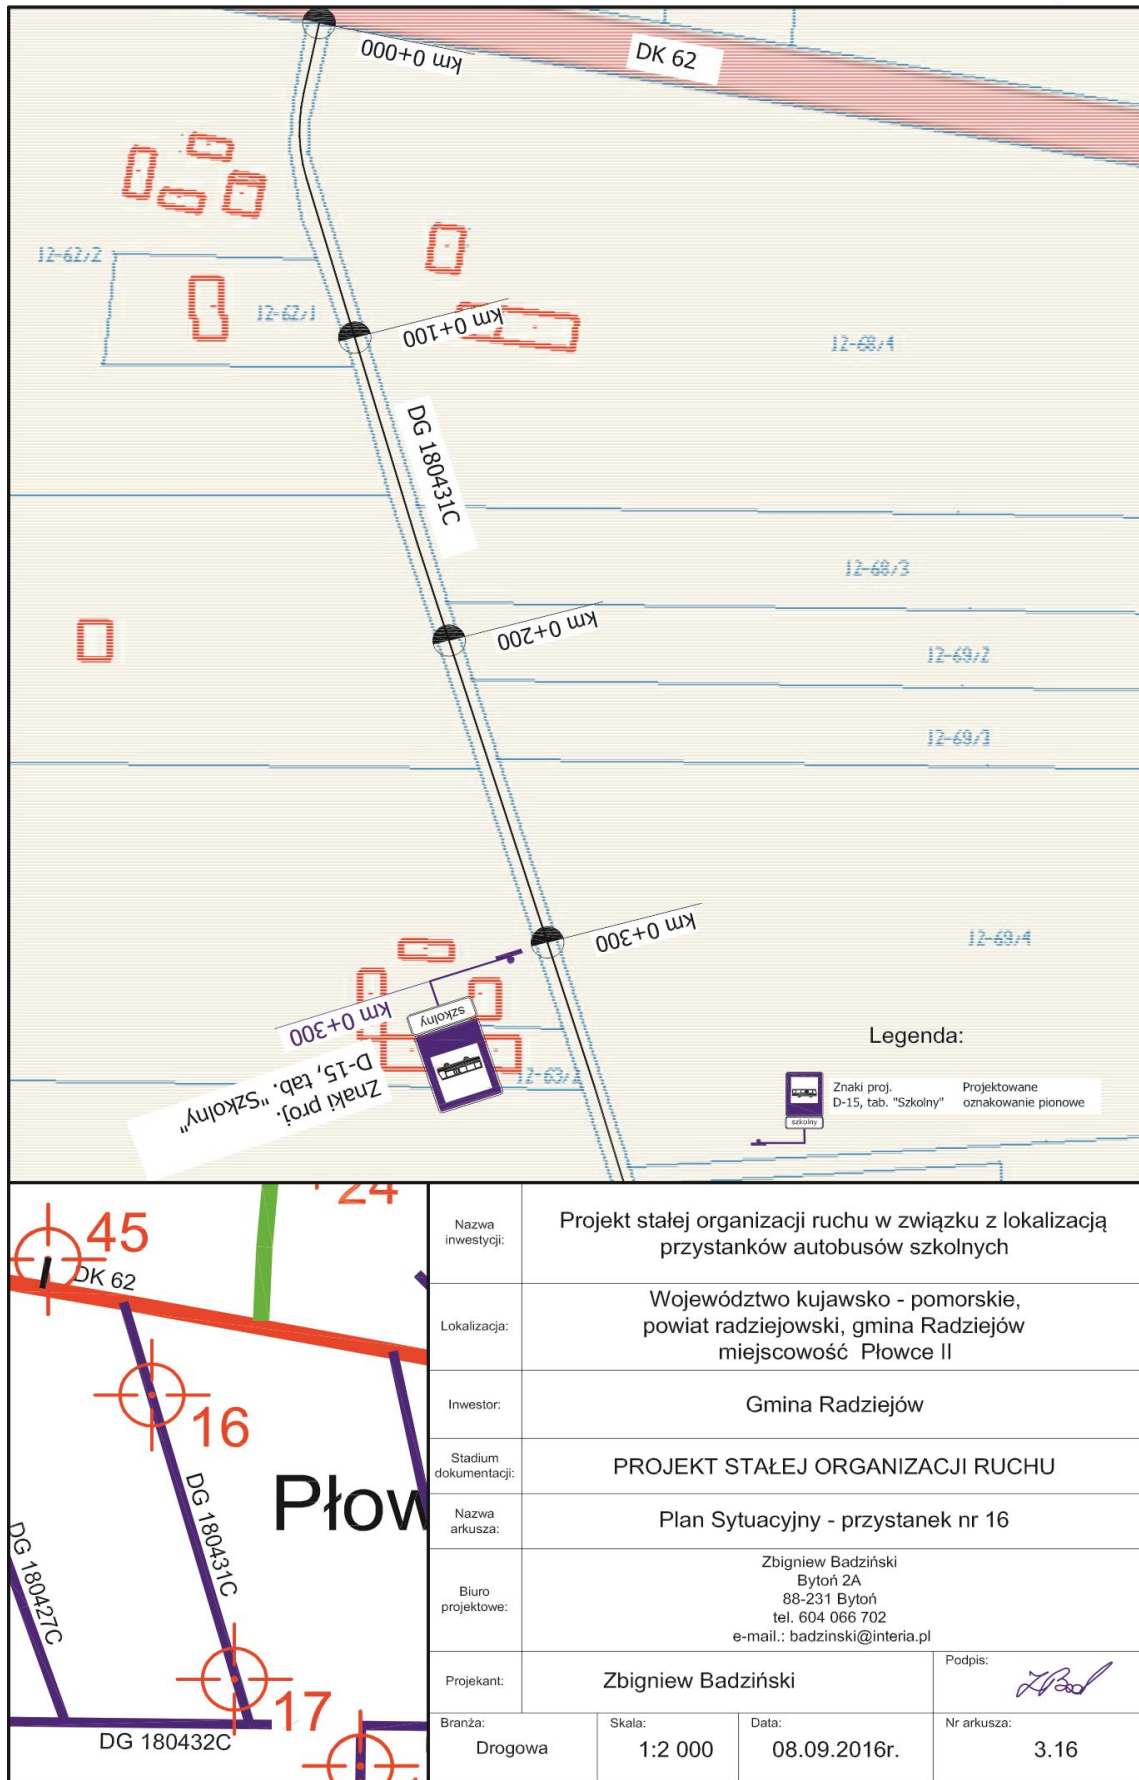 km 0+000
DK 62
12-62/2
12-62/1
km 0+100
12-68/4
DG 180431C
12-68/3
km 0+200
12-69/2
12-69/3
km 0+300
12-69/4
km 0+300
szkolny
Znaki proj.
D-15, tab. "Szkolny"
Legenda:
Znaki proj.
D-15, tab. "Szkolny"
Projektowane
oznakowanie pionowe
szkolny
24
45
DK 62
16
DG 180431C
Płow
DG 180427C
17
DG 180432C
Nazwa
inwestycji:
Projekt stałej organizacji ruchu w związku z lokalizacją
przystanków autobusów szkolnych
Lokalizacja:
Województwo kujawsko - pomorskie,
powiat radziejowski, gmina Radziejów
miejscowość Płowce II
Inwestor:
Gmina Radziejów
Stadium
dokumentacji:
PROJEKT STAŁEJ ORGANIZACJI RUCHU
Nazwa
arkusza:
Plan Sytuacyjny - przystanek nr 16
Biuro
projektowe:
Zbigniew Badziński
Bytoń 2A
88-231 Bytoń
tel. 604 066 702
e-mail.: badzinski@interia.pl
Projekant:
Zbigniew Badziński
Podpis:
Branża:
Drogowa
Skala:
1:2 000
Data:
08.09.2016r.
Nr arkusza:
3.16